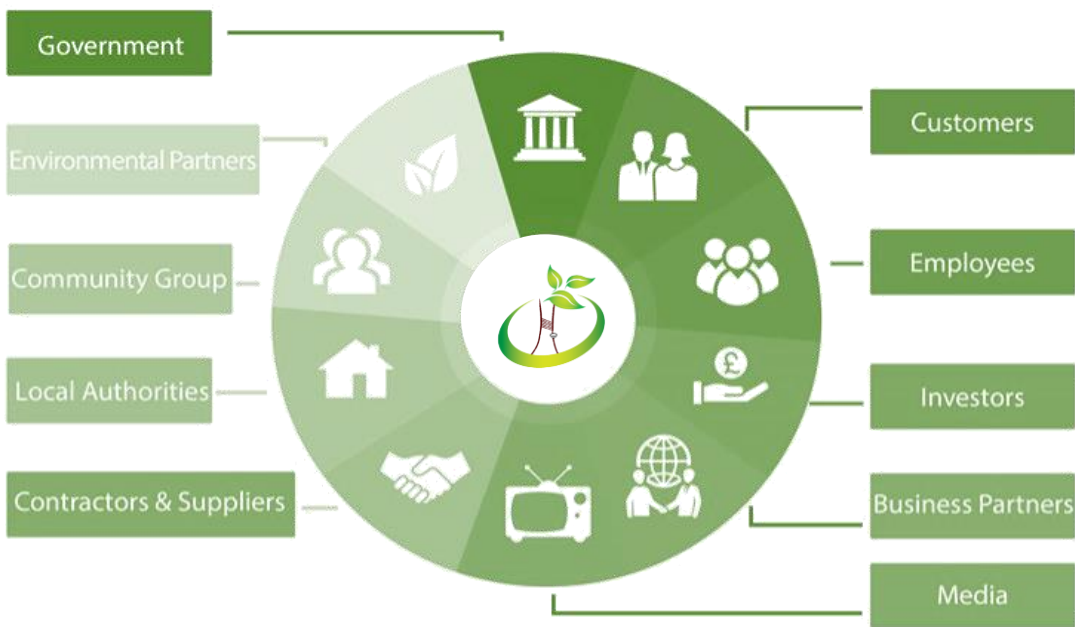 Government
Environmental Partners
Community Group
Local Authorities
Contractors & Suppliers
Customers
Employees
£
Investors
Business Partners
Media